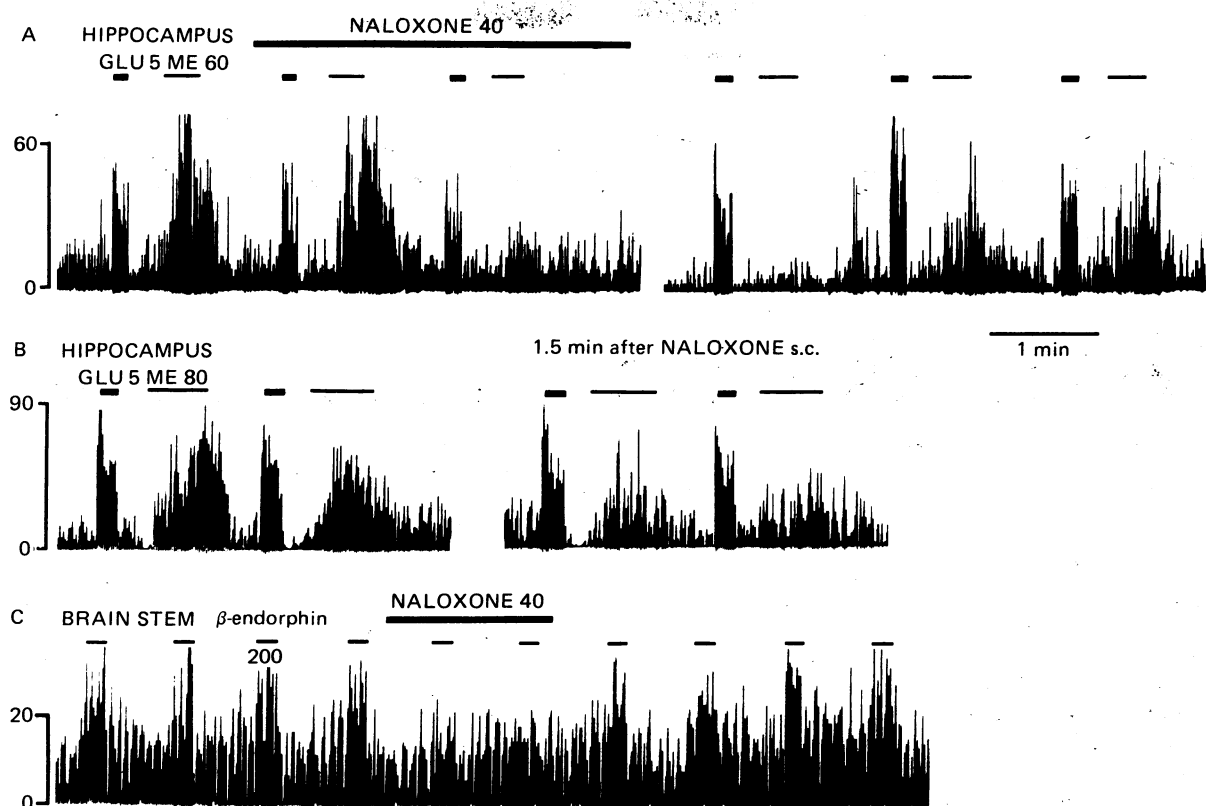 A HIPPOCAMPUS NALOXONE 40
GLU 5 ME 60
60
0
B HIPPOCAMPUS 1.5 min after NALOXONE s.c. 1 min
GLU 5 ME 80
90
0
C BRAIN STEM β-endorphin NALOXONE 40
200
20
0